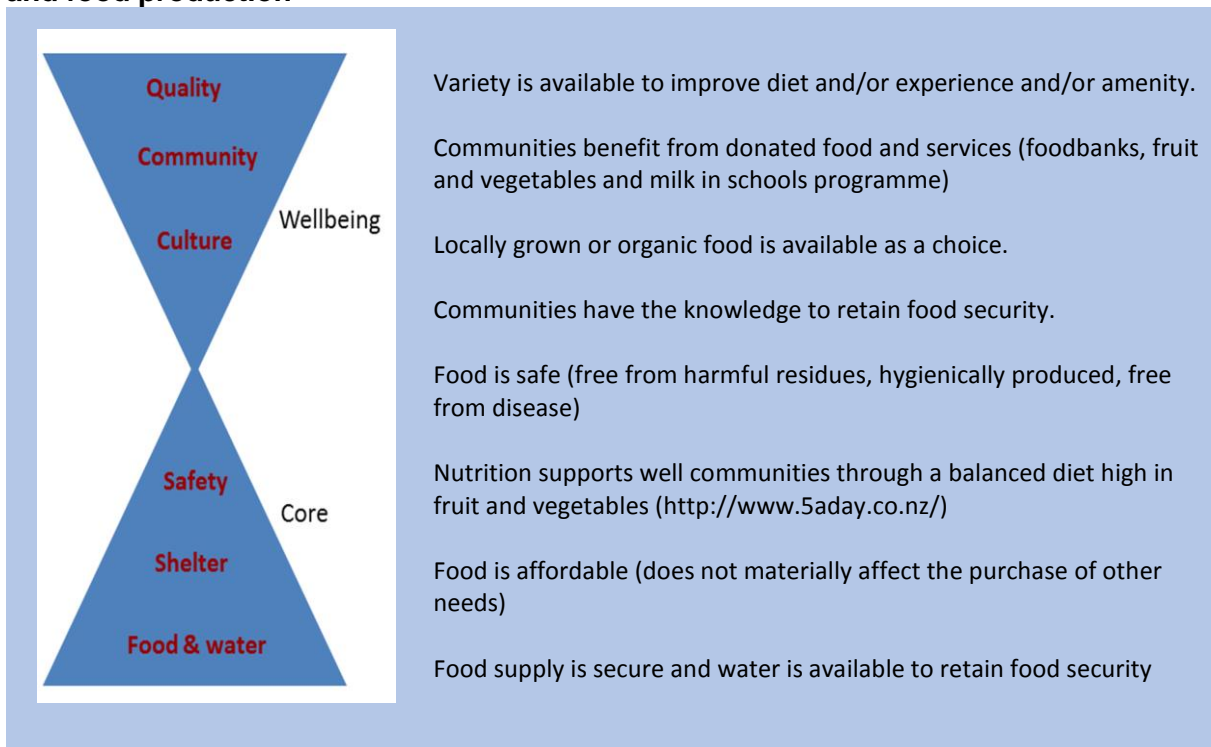 and food production
Quality
Community
Culture
Wellbeing
Safety
Core
Shelter
Food & water
Variety is available to improve diet and/or experience and/or amenity.
Communities benefit from donated food and services (foodbanks, fruit
and vegetables and milk in schools programme)
Locally grown or organic food is available as a choice.
Communities have the knowledge to retain food security.
Food is safe (free from harmful residues, hygienically produced, free
from disease)
Nutrition supports well communities through a balanced diet high in
fruit and vegetables (http://www.5aday.co.nz/)
Food is affordable (does not materially affect the purchase of other
needs)
Food supply is secure and water is available to retain food security